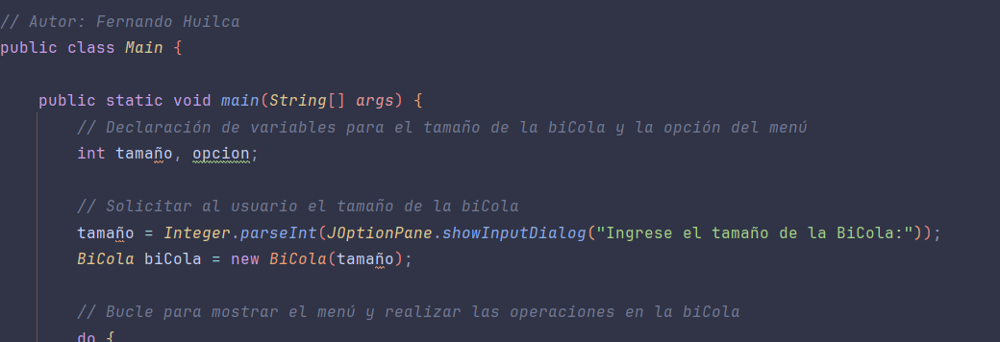 // Autor: Fernando Huilca
public class Main {
public static void main(String[] args) {
// Declaración de variables para el tamaño de la biCola y la opción del menú
int tamaño, opcion;
// Solicitar al usuario el tamaño de la biCola
tamaño = Integer.parseInt(JOptionPane.showInputDialog("Ingrese el tamaño de la BiCola:"));
BiCola biCola = new BiCola(tamaño);
// Bucle para mostrar el menú y realizar las operaciones en la biCola
do {